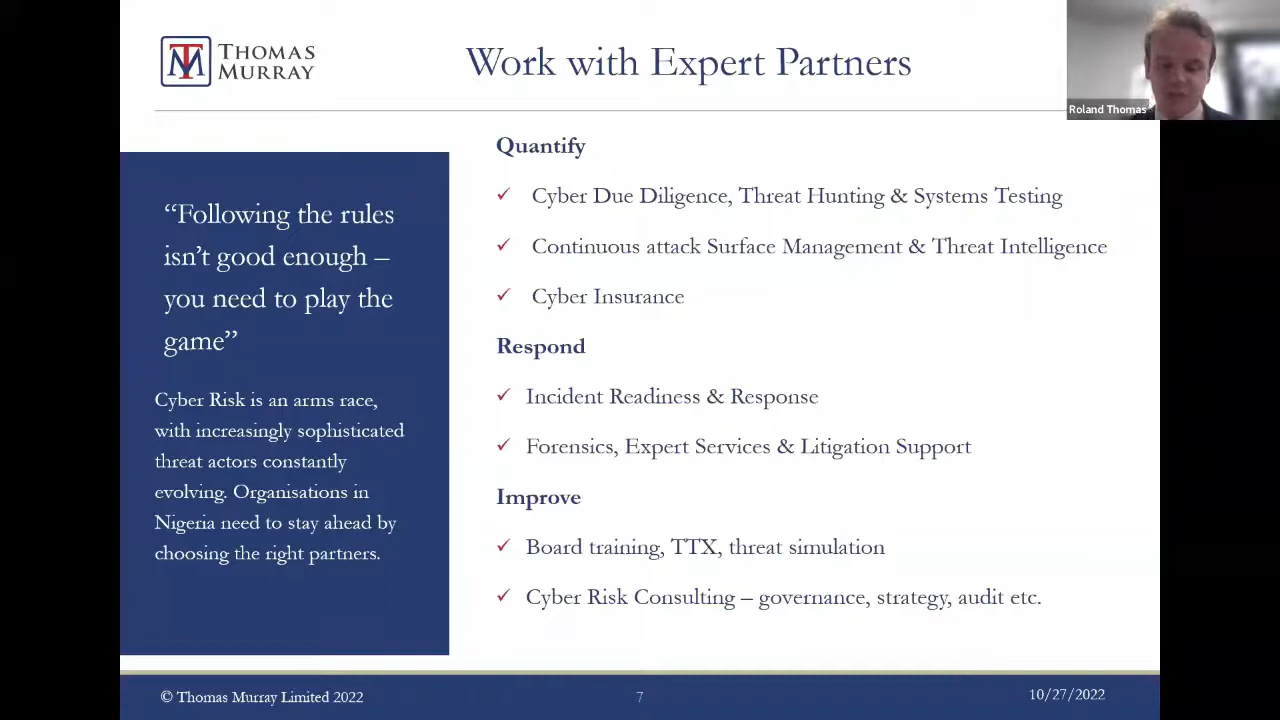 THOMAS
MURRAY
Work with Expert Partners
Roland Thomas
“Following the rules
isn’t good enough –
you need to play the
game”
Cyber Risk is an arms race,
with increasingly sophisticated
threat actors constantly
evolving. Organisations in
Nigeria need to stay ahead by
choosing the right partners.
Quantify
✓ Cyber Due Diligence, Threat Hunting & Systems Testing
✓ Continuous attack Surface Management & Threat Intelligence
✓ Cyber Insurance
Respond
✓ Incident Readiness & Response
✓ Forensics, Expert Services & Litigation Support
Improve
✓ Board training, TTX, threat simulation
✓ Cyber Risk Consulting – governance, strategy, audit etc.
© Thomas Murray Limited 2022
7
10/27/2022